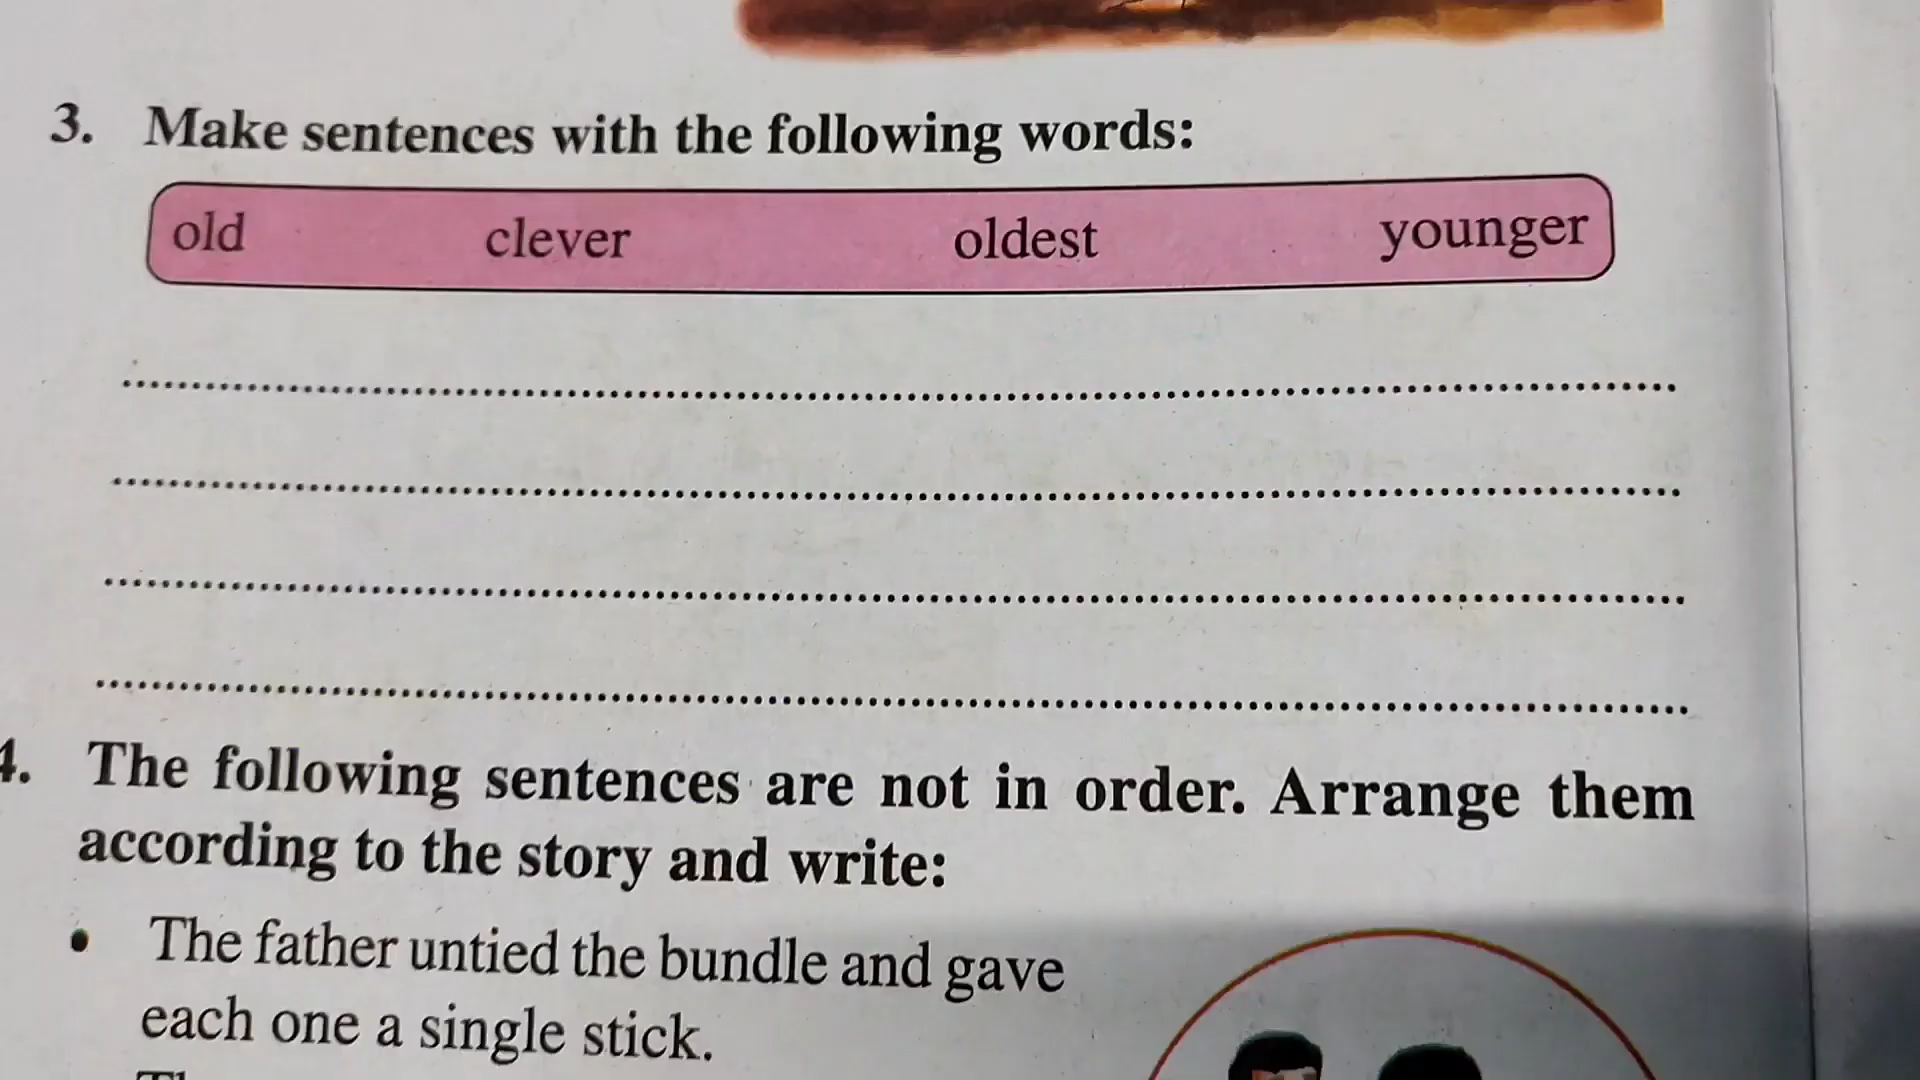 3. Make sentences with the following words:
old clever oldest younger
4. The following sentences are not in order. Arrange them
according to the story and write:
• The father untied the bundle and gave
each one a single stick.